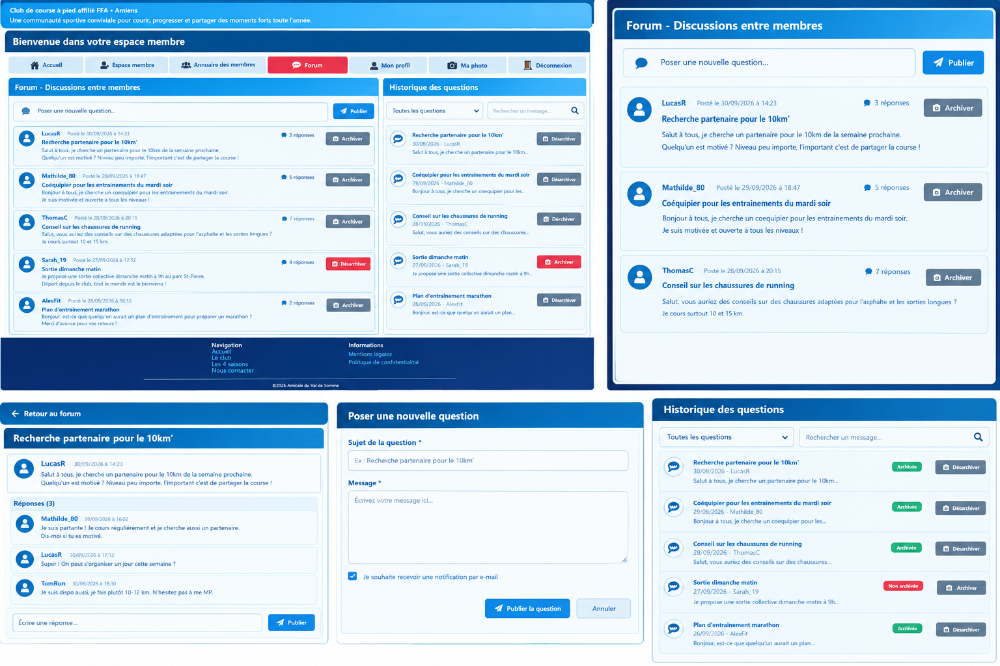 Club de course à pied affilié FFA • Amiens
Une communauté sportive conviviale pour courir, progresser et partager des moments forts toute l'année.
Bienvenue dans votre espace membre
Accueil
Espace membre
Annuaire des membres
Forum
Mon profil
Ma photo
Déconnexion
Forum - Discussions entre membres
Poser une nouvelle question...
Publier
LucasR Posté le 30/09/2026 à 14:23
3 réponses
Archiver
Recherche partenaire pour le 10km'
Salut à tous, je cherche un partenaire pour le 10km de la semaine prochaine.
Quelqu'un est motivé ? Niveau peu importe, l'important c'est de partager la course !
Mathilde_80 Posté le 29/09/2026 à 18:47
5 réponses
Archiver
Coéquipier pour les entrainements du mardi soir
Bonjour à tous, je cherche un coequipier pour les entrainements du mardi soir.
Je suis motivée et ouverte à tous les niveaux !
ThomasC Posté le 28/09/2026 à 20:15
7 réponses
Archiver
Conseil sur les chaussures de running
Salut, vous auriez des conseils sur des chaussures adaptées pour l'asphalte et les sorties longues ?
Je cours surtout 10 et 15 km.
Sarah_19 Posté le 27/09/2026 à 12:52
4 réponses
Désarchiver
Sortie dimanche matin
Je propose une sortie collective dimanche matin à 9h au parc St-Pierre.
Départ depuis le club, tout le monde est le bienvenu !
AlexFit Posté le 26/09/2026 à 16:10
2 réponses
Archiver
Plan d'entraînement marathon
Bonjour, est-ce que quelqu'un aurait un plan d'entraînement pour préparer un marathon ?
Merci d'avance pour vos retours !
Historique des questions
Toutes les questions
Rechercher un message...
Recherche partenaire pour le 10km'
30/09/2026 - LucasR
Salut à tous, je cherche un partenaire pour le 10km...
Désarchiver
Coéquipier pour les entrainements du mardi soir
29/09/2026 - Mathilde_80
Bonjour à tous, je cherche un coequipier pour les...
Désarchiver
Conseil sur les chaussures de running
28/09/2026 - ThomasC
Salut, vous auriez des conseils sur des chaussures...
Dérchiver
Sortie dimanche matin
27/09/2026 - Sarah_19
Je propose une sortie collective dimanche matin à 9h..
Archiver
Plan d'entraînement marathon
26/09/2026 - AlexFit
Bonjour, est-ce que quelqu'un aurait un plan...
Désarchiver
Navigation
Accueil
Le club
Les 4 saisons
Nous contacter
Informations
Mentions légales
Politique de confidentialitié
©2026 Amicale du Val de Somme
Forum - Discussions entre membres
Poser une nouvelle question...
Publier
LucasR Posté le 30/09/2026 à 14:23
3 réponses
Archiver
Recherche partenaire pour le 10km'
Salut à tous, je cherche un partenaire pour le 10km de la semaine prochaine.
Quelqu'un est motivé ? Niveau peu importe, l'important c'est de partager la course !
Mathilde_80 Posté le 29/09/2026 à 18:47
5 réponses
Archiver
Coéquipier pour les entrainements du mardi soir
Bonjour à tous, je cherche un coequipier pour les entrainements du mardi soir.
Je suis motivée et ouverte à tous les niveaux !
ThomasC Posté le 28/09/2026 à 20:15
7 réponses
Archiver
Conseil sur les chaussures de running
Salut, vous auriez des conseils sur des chaussures adaptées pour l'asphalte et les sorties longues ?
Je cours surtout 10 et 15 km.
Retour au forum
Recherche partenaire pour le 10km'
LucasR 30/09/2026 à 14:23
Salut à tous, je cherche un partenaire pour le 10km de la semaine prochaine.
Quelqu'un est motivé ? Niveau peu importe, l'important c'est de partager la course !
Réponses (3)
Mathilde_80 30/09/2026 à 16:02
Je suis partante ! Je cours régulièrement et je cherche aussi un partenaire.
Dis-moi si tu es motivé.
LucasR 30/09/2026 à 17:12
Super ! On peut s'organiser un jour cette semaine ?
TomRun 30/09/2026 à 18:30
Je suis dispo aussi, je fais plutôt 10-12 km. N'hésitez pas à me MP.
Écrire une réponse...
Publier
Poser une nouvelle question
Sujet de la question *
Ex : Recherche partenaire pour le 10km'
Message *
Écrivez votre message ici...
Je souhaite recevoir une notification par e-mail
Publier la question
Annuler
Historique des questions
Toutes les questions
Rechercher un message...
Recherche partenaire pour le 10km'
30/09/2026 - LucasR
Salut à tous, je cherche un partenaire pour le 10km...
Archivée
Désarchiver
Coéquipier pour les entrainements du mardi soir
29/09/2026 - Mathilde_80
Bonjour à tous, je cherche un coequipier pour les...
Archivée
Désarchiver
Conseil sur les chaussures de running
28/09/2026 - ThomasC
Salut, vous auriez des conseils sur des chaussures...
Archivée
Désarchiver
Sortie dimanche matin
27/09/2026 - Sarah_19
Je propose une sortie collective dimanche matin à 9h...
Non archivée
Archiver
Plan d'entrainement marathon
26/09/2026 - AlexFit
Bonjour, est-ce que quelqu'un aurait un plan...
Archivée
Désarchiver